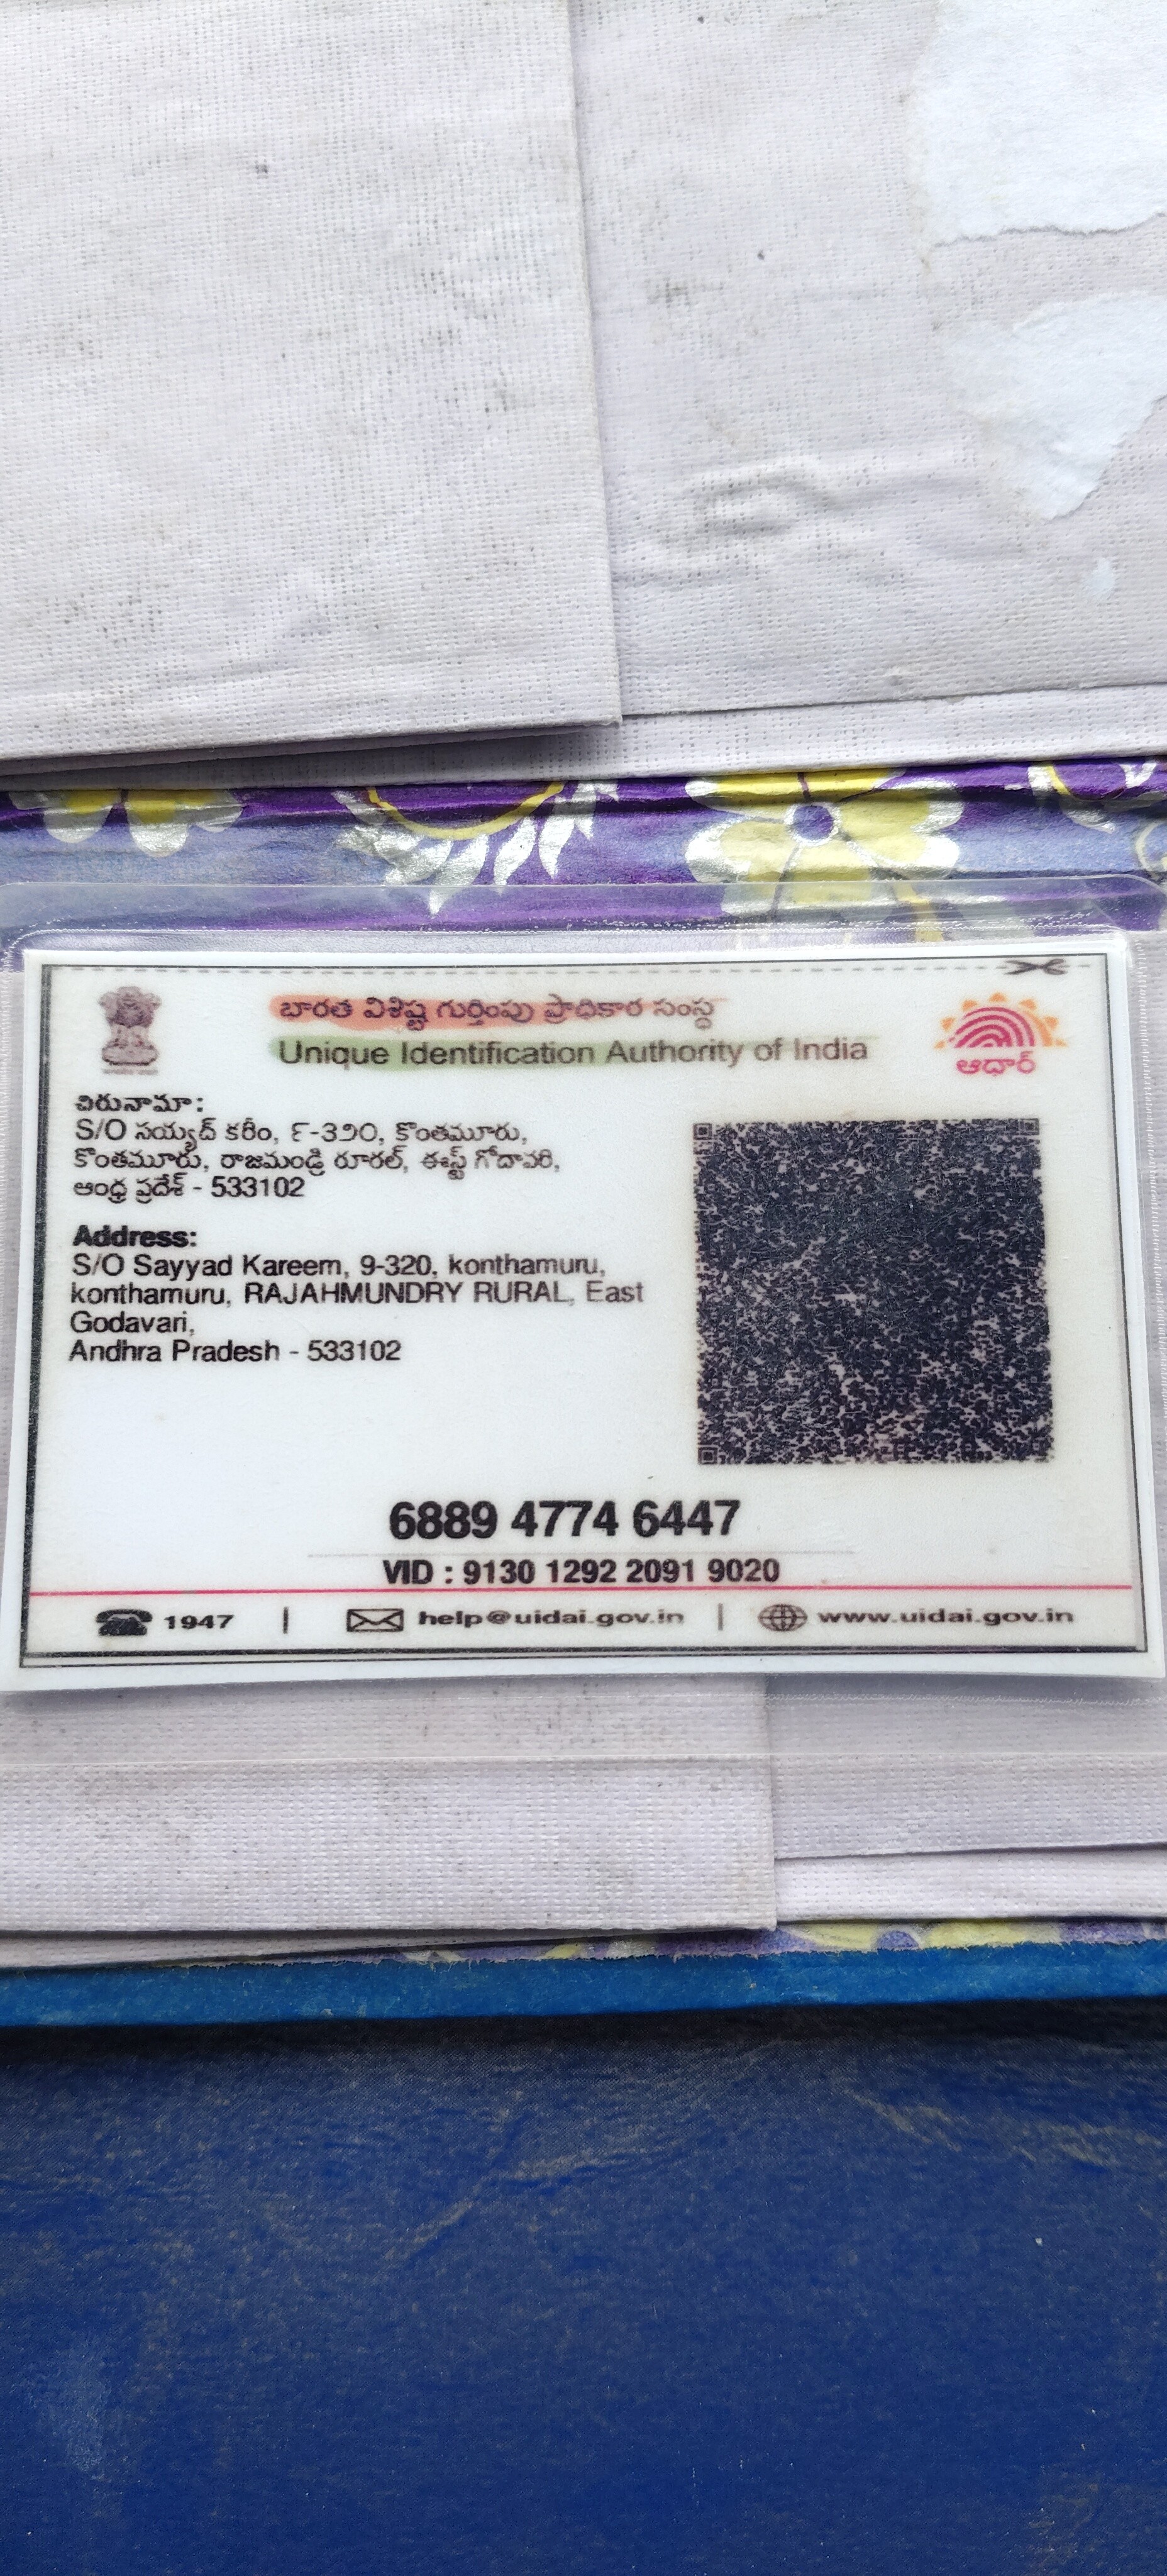 భారత విశిష్ట గుర్తింపు ప్రాధికార సంస్థ
Unique Identification Authority of India
ఆధార్
చిరునామా:
S/O సయ్యద్ కరీం, ౯-౩౨౦, కొంతమూరు,
కొంతమూరు, రాజమండ్రి రూరల్, ఈస్ట్ గోదావరి,
ఆంధ్ర ప్రదేశ్ - 533102
Address:
S/O Sayyad Kareem, 9-320, konthamuru,
konthamuru, RAJAHMUNDRY RURAL, East
Godavari,
Andhra Pradesh - 533102
6889 4774 6447
VID : 9130 1292 2091 9020
1947 | help@uidai.gov.in | www.uidai.gov.in